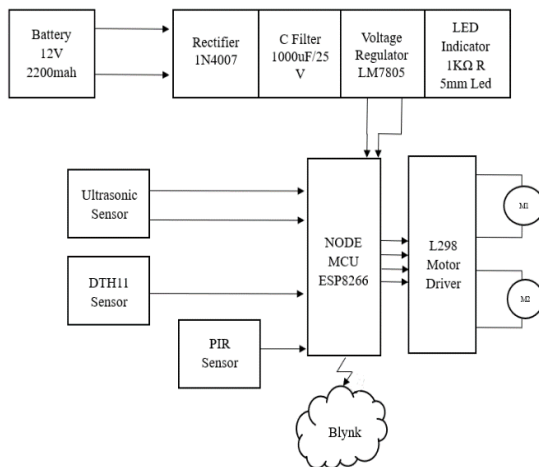 Battery
12V
2200mah
Rectifier
1N4007
C Filter
1000uF/25
V
Voltage
Regulator
LM7805
LED
Indicator
1KΩ R
5mm Led
Ultrasonic
Sensor
DTH11
Sensor
PIR
Sensor
NODE
MCU
ESP8266
L298
Motor
Driver
M1
M2
Blynk